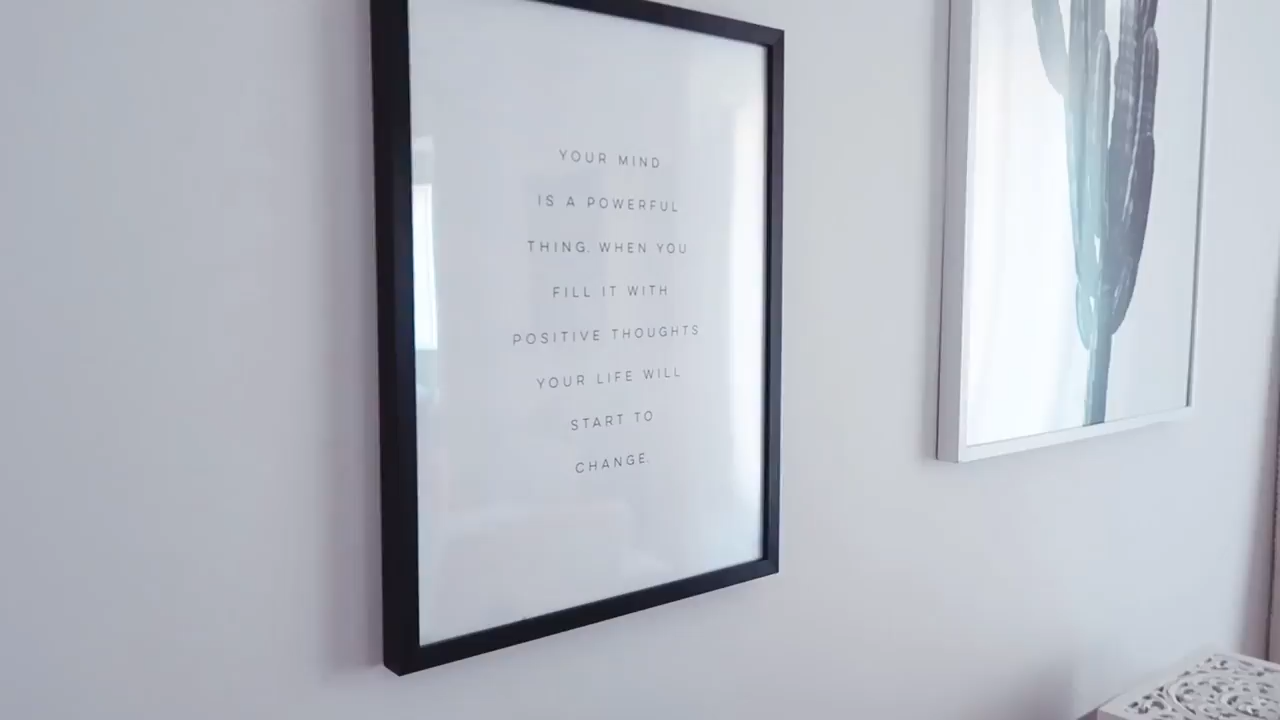 YOUR MIND
IS A POWERFUL
THING. WHEN YOU
FILL IT WITH
POSITIVE THOUGHTS
YOUR LIFE WILL
START TO
CHANGE.